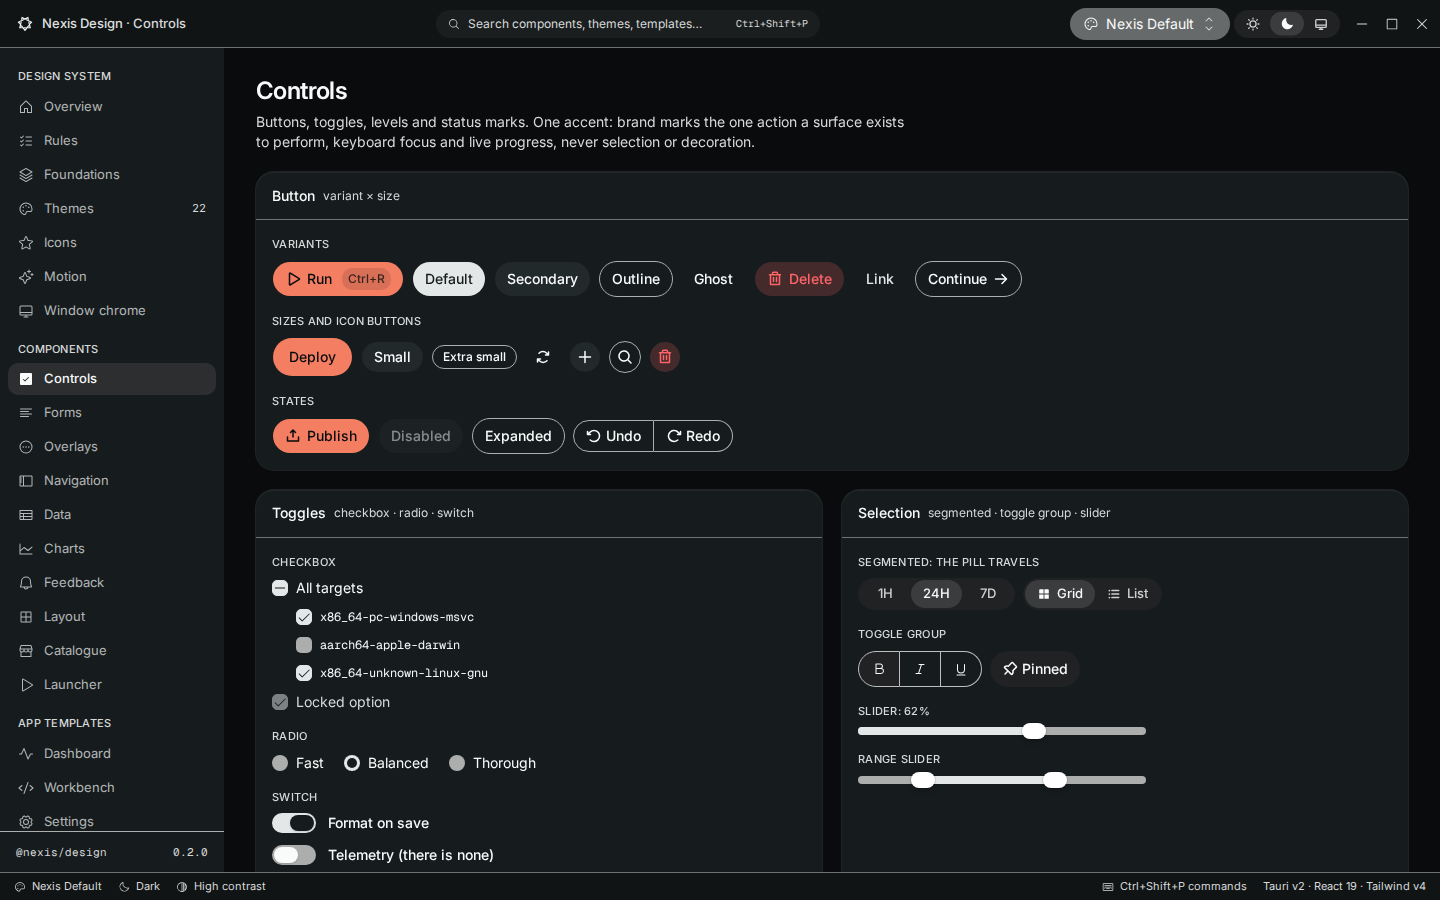 Nexis Design · Controls
Search components, themes, templates... Ctrl+Shift+P
Nexis Default
DESIGN SYSTEM
Overview
Rules
Foundations
Themes 22
Icons
Motion
Window chrome
COMPONENTS
Controls
Forms
Overlays
Navigation
Data
Charts
Feedback
Layout
Catalogue
Launcher
APP TEMPLATES
Dashboard
Workbench
Settings
@nexis/design 0.2.0
Controls
Buttons, toggles, levels and status marks. One accent: brand marks the one action a surface exists
to perform, keyboard focus and live progress, never selection or decoration.
Button variant × size
VARIANTS
Run Ctrl+R Default Secondary Outline Ghost Delete Link Continue
SIZES AND ICON BUTTONS
Deploy Small Extra small
STATES
Publish Disabled Expanded Undo Redo
Toggles checkbox · radio · switch
CHECKBOX
All targets
x86_64-pc-windows-msvc
aarch64-apple-darwin
x86_64-unknown-linux-gnu
Locked option
RADIO
Fast Balanced Thorough
SWITCH
Format on save
Telemetry (there is none)
Selection segmented · toggle group · slider
SEGMENTED: THE PILL TRAVELS
1H 24H 7D Grid List
TOGGLE GROUP
B I U Pinned
SLIDER: 62%
RANGE SLIDER
Nexis Default Dark High contrast
Ctrl+Shift+P commands Tauri v2 · React 19 · Tailwind v4